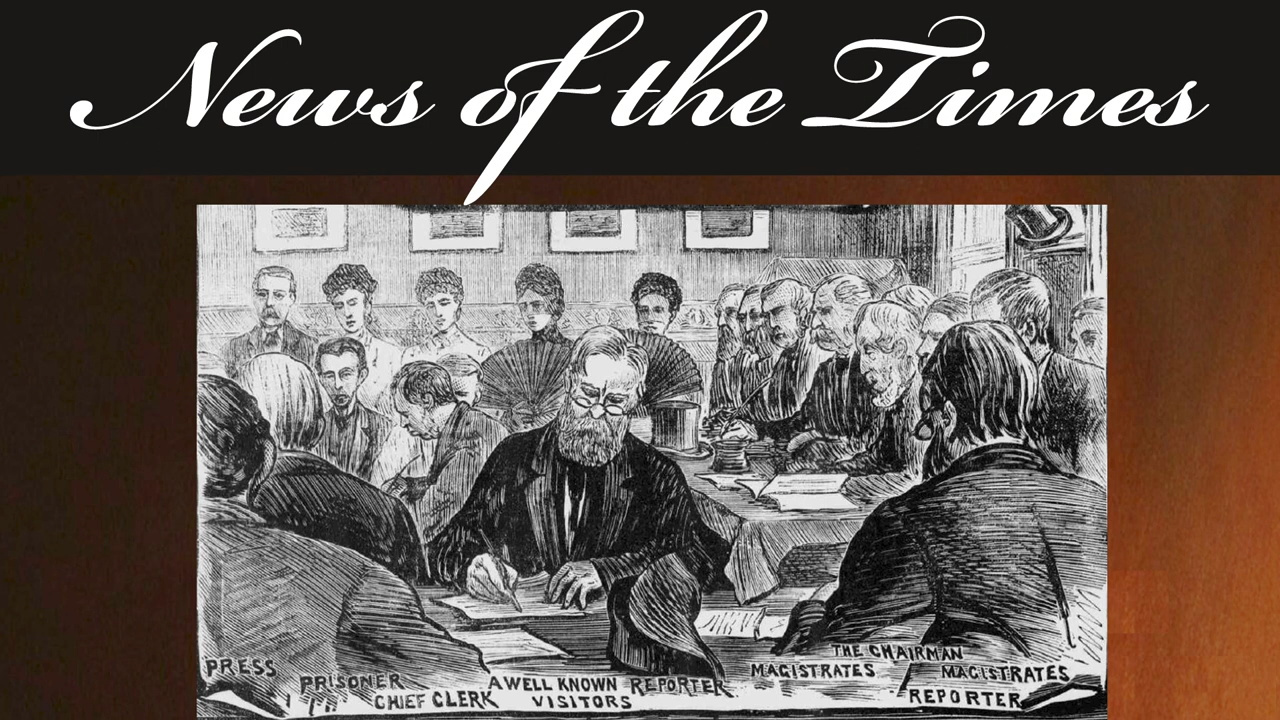 News of the Times
PRESS
PRISONER
CHIEF CLERK
A WELL KNOWN REPORTER
VISITORS
THE CHAIRMAN
MAGISTRATES MAGISTRATES
REPORTER